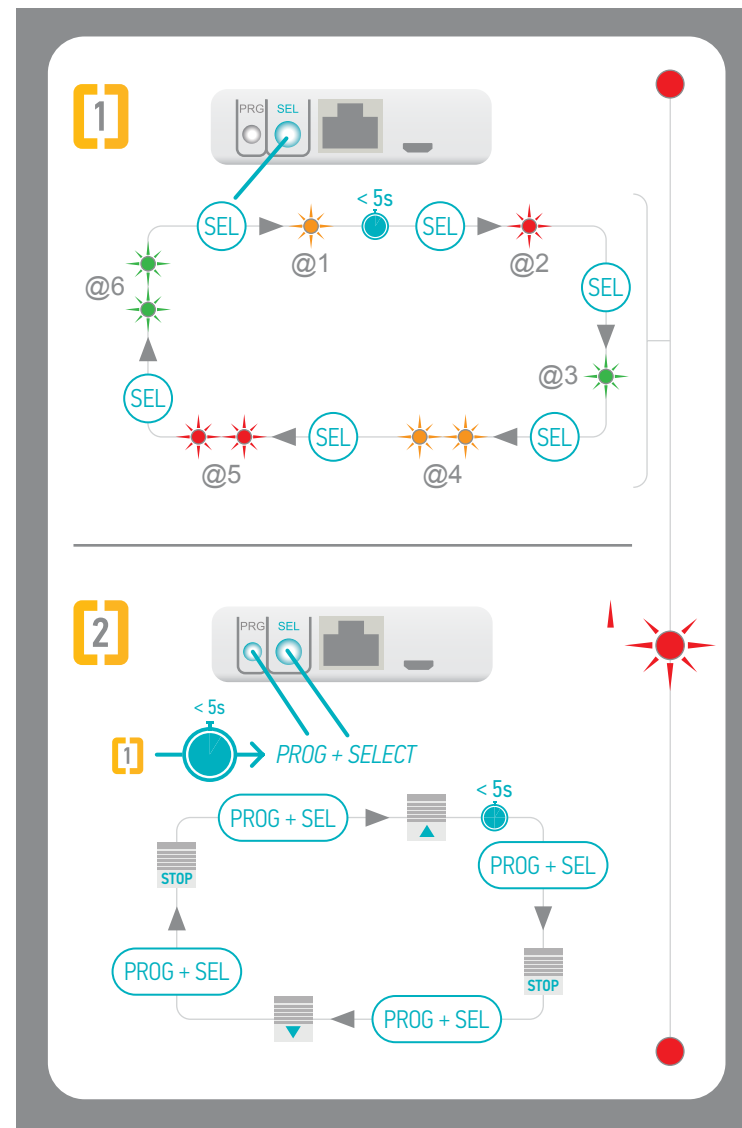 [1]
PRG SEL
< 5s
SEL SEL
@1 @2
@6 SEL
@3
SEL SEL SEL
@5 @4
[2]
PRG SEL
< 5s
[1] PROG + SELECT
< 5s
PROG + SEL
PROG + SEL
STOP
PROG + SEL STOP
PROG + SEL